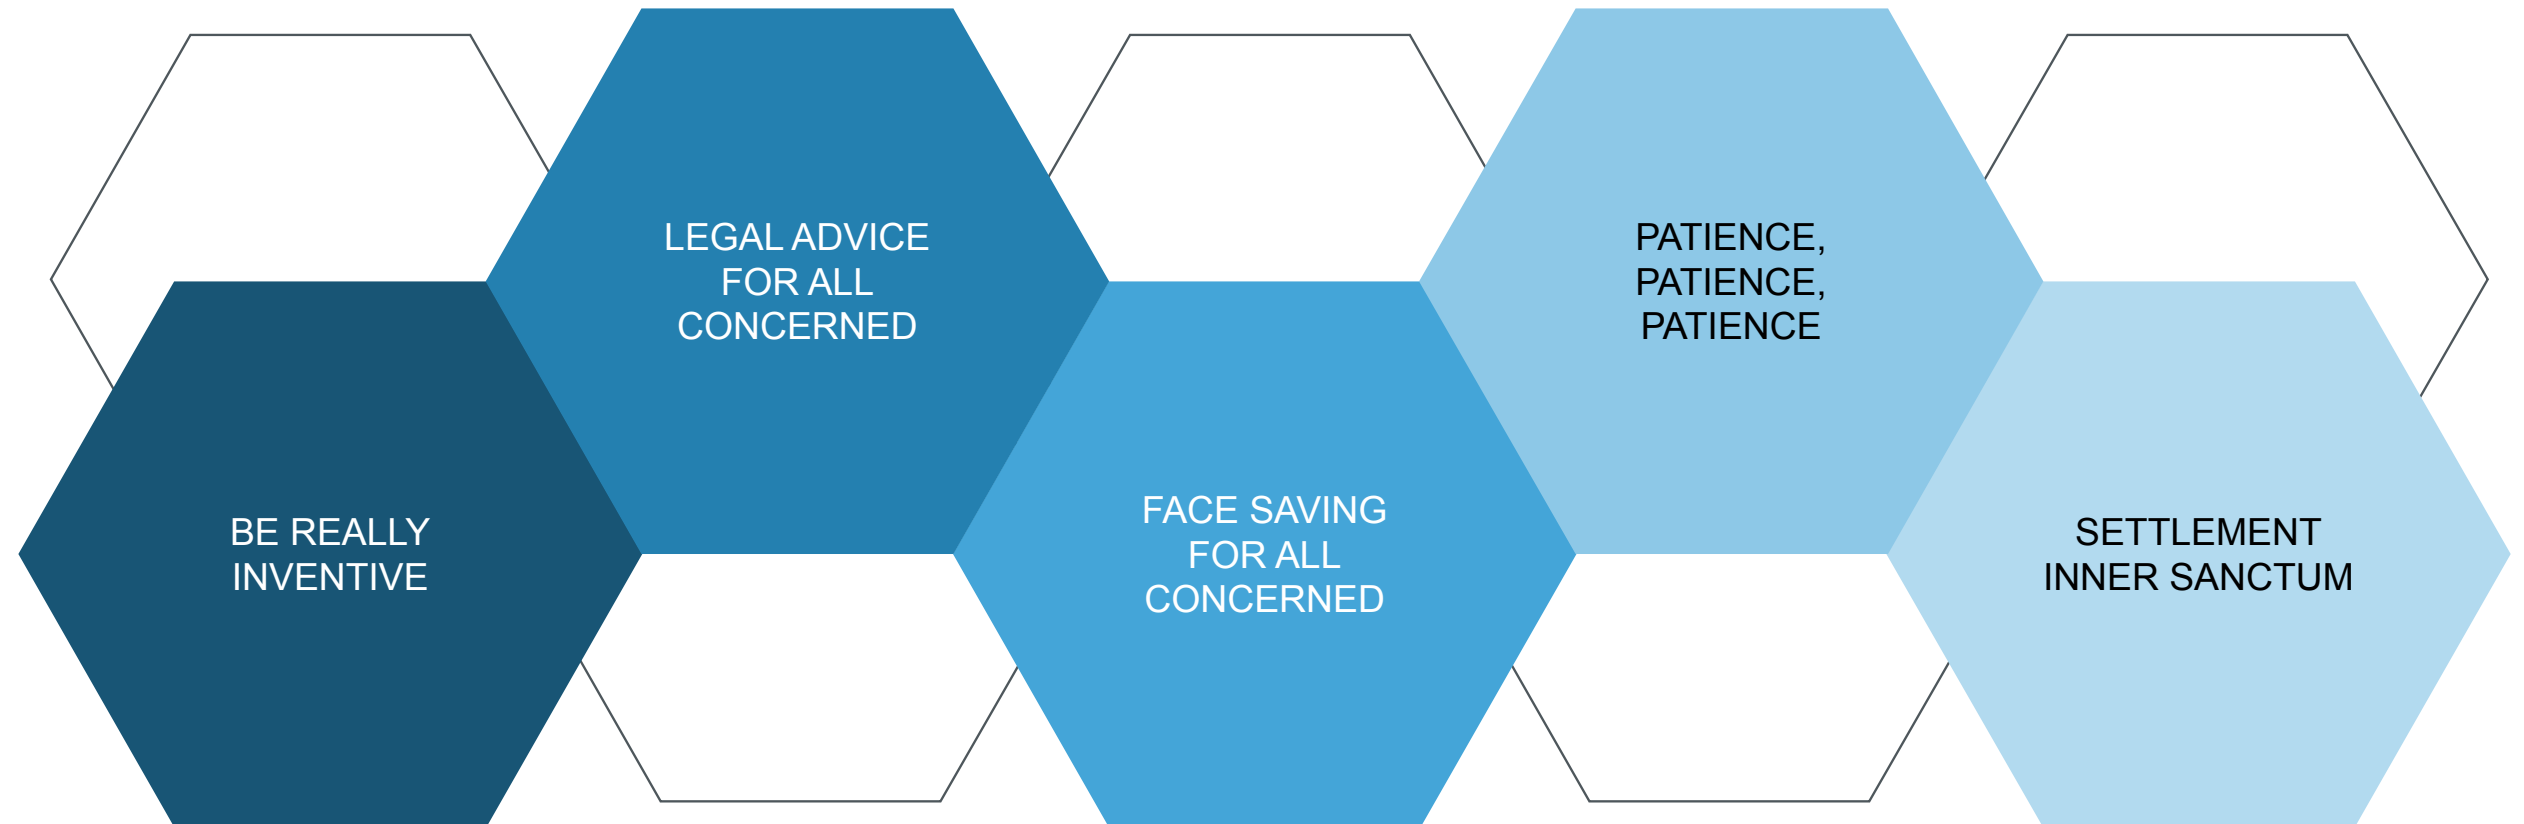 BE REALLY
INVENTIVE
LEGAL ADVICE
FOR ALL
CONCERNED
FACE SAVING
FOR ALL
CONCERNED
PATIENCE,
PATIENCE,
PATIENCE
SETTLEMENT
INNER SANCTUM